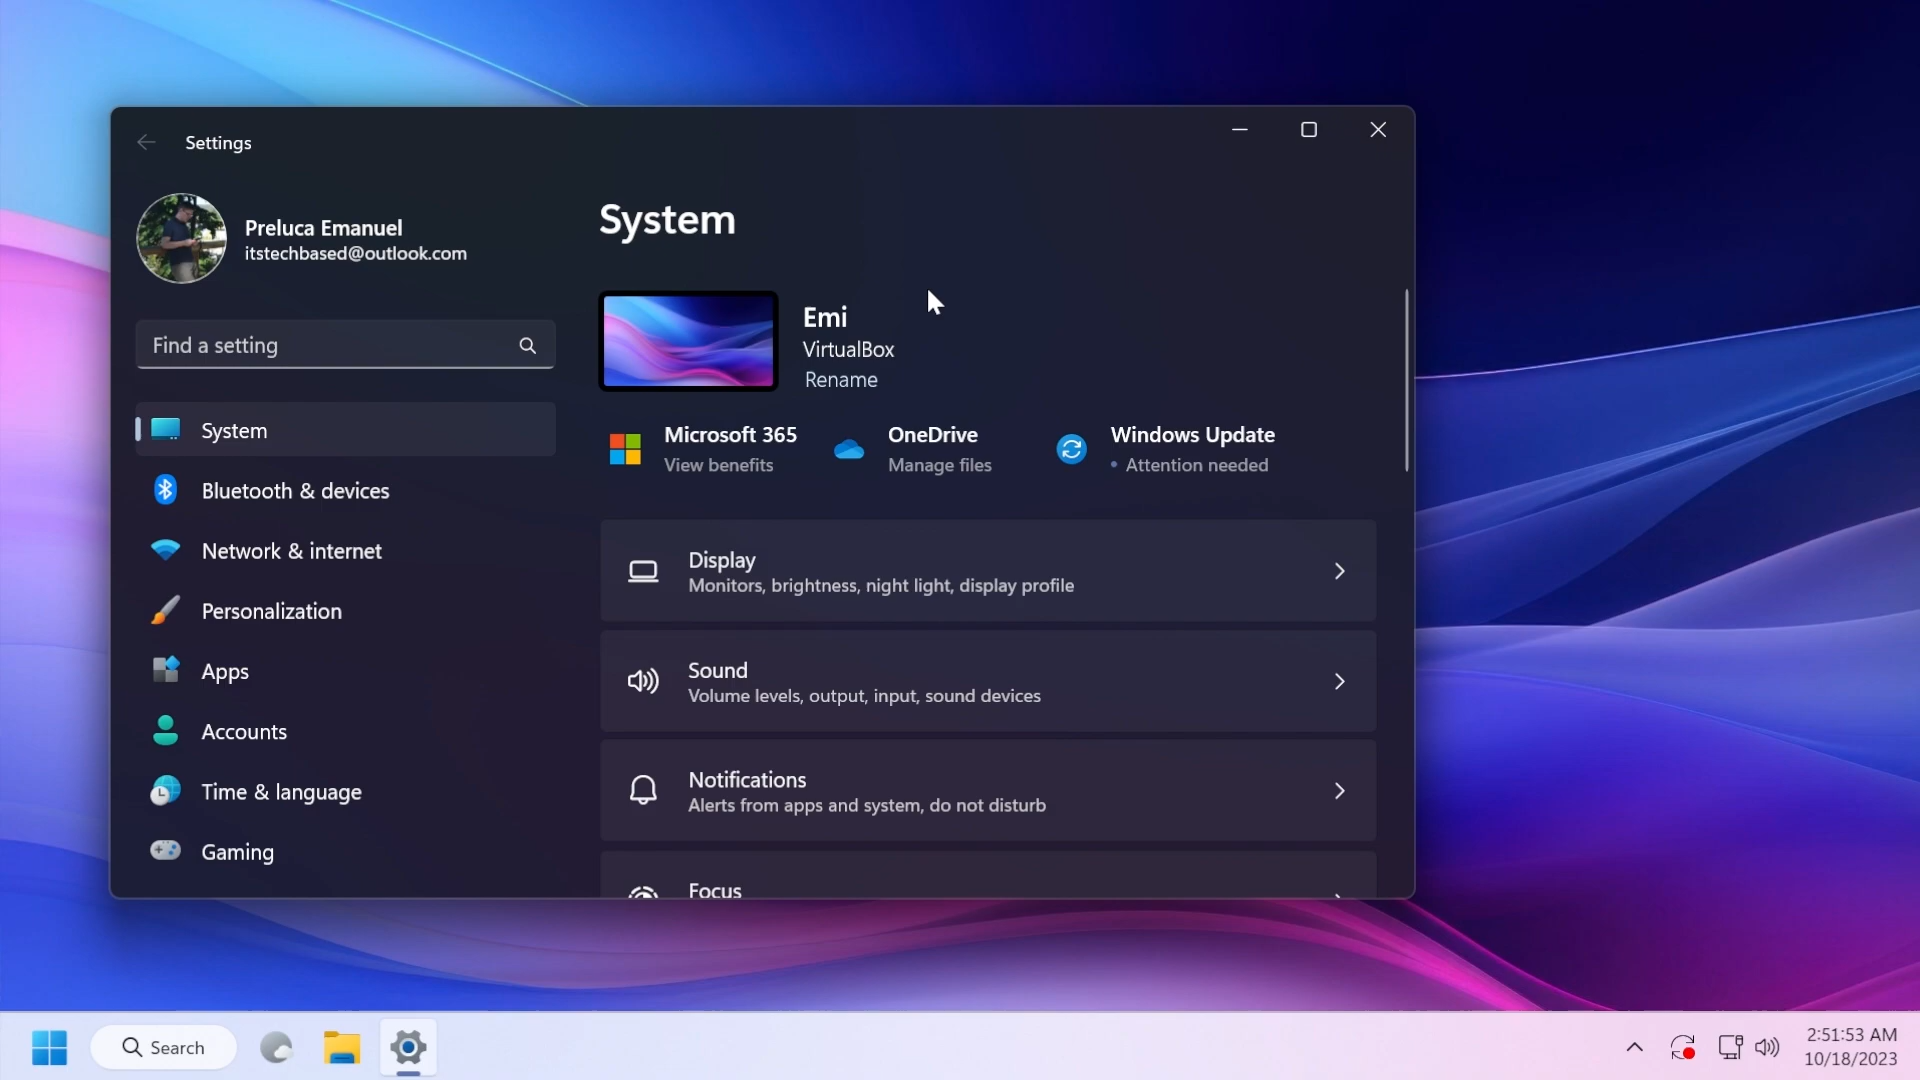 Settings
Preluca Emanuel
itstechbased@outlook.com
Find a setting
System
Bluetooth & devices
Network & internet
Personalization
Apps
Accounts
Time & language
Gaming
System
Emi
VirtualBox
Rename
Microsoft 365
View benefits
OneDrive
Manage files
Windows Update
• Attention needed
Display
Monitors, brightness, night light, display profile
Sound
Volume levels, output, input, sound devices
Notifications
Alerts from apps and system, do not disturb
Focus
Search
2:51:53 AM
10/18/2023